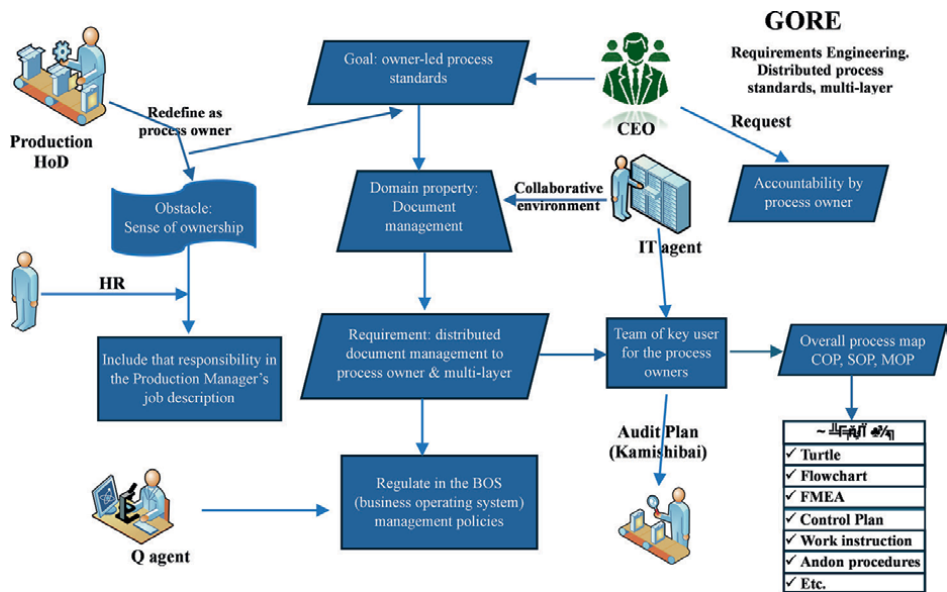 GORE
Requirements Engineering.
Distributed process
standards, multi-layer
Goal: owner-led process
standards
CEO
Request
Accountability by
process owner
Production
HoD
Redefine as
process owner
Obstacle:
Sense of ownership
Domain property:
Document
management
Collaborative
environment
IT agent
HR
Include that responsibility in
the Production Manager's
job description
Requirement: distributed
document management to
process owner & multi-layer
Team of key user
for the process
owners
Overall process map
COP, SOP, MOP
Audit Plan
(Kamishibai)
Regulate in the BOS
(business operating system)
management policies
Q agent
✓ Turtle
✓ Flowchart
✓ FMEA
✓ Control Plan
✓ Work instruction
✓ Andon procedures
✓ Etc.